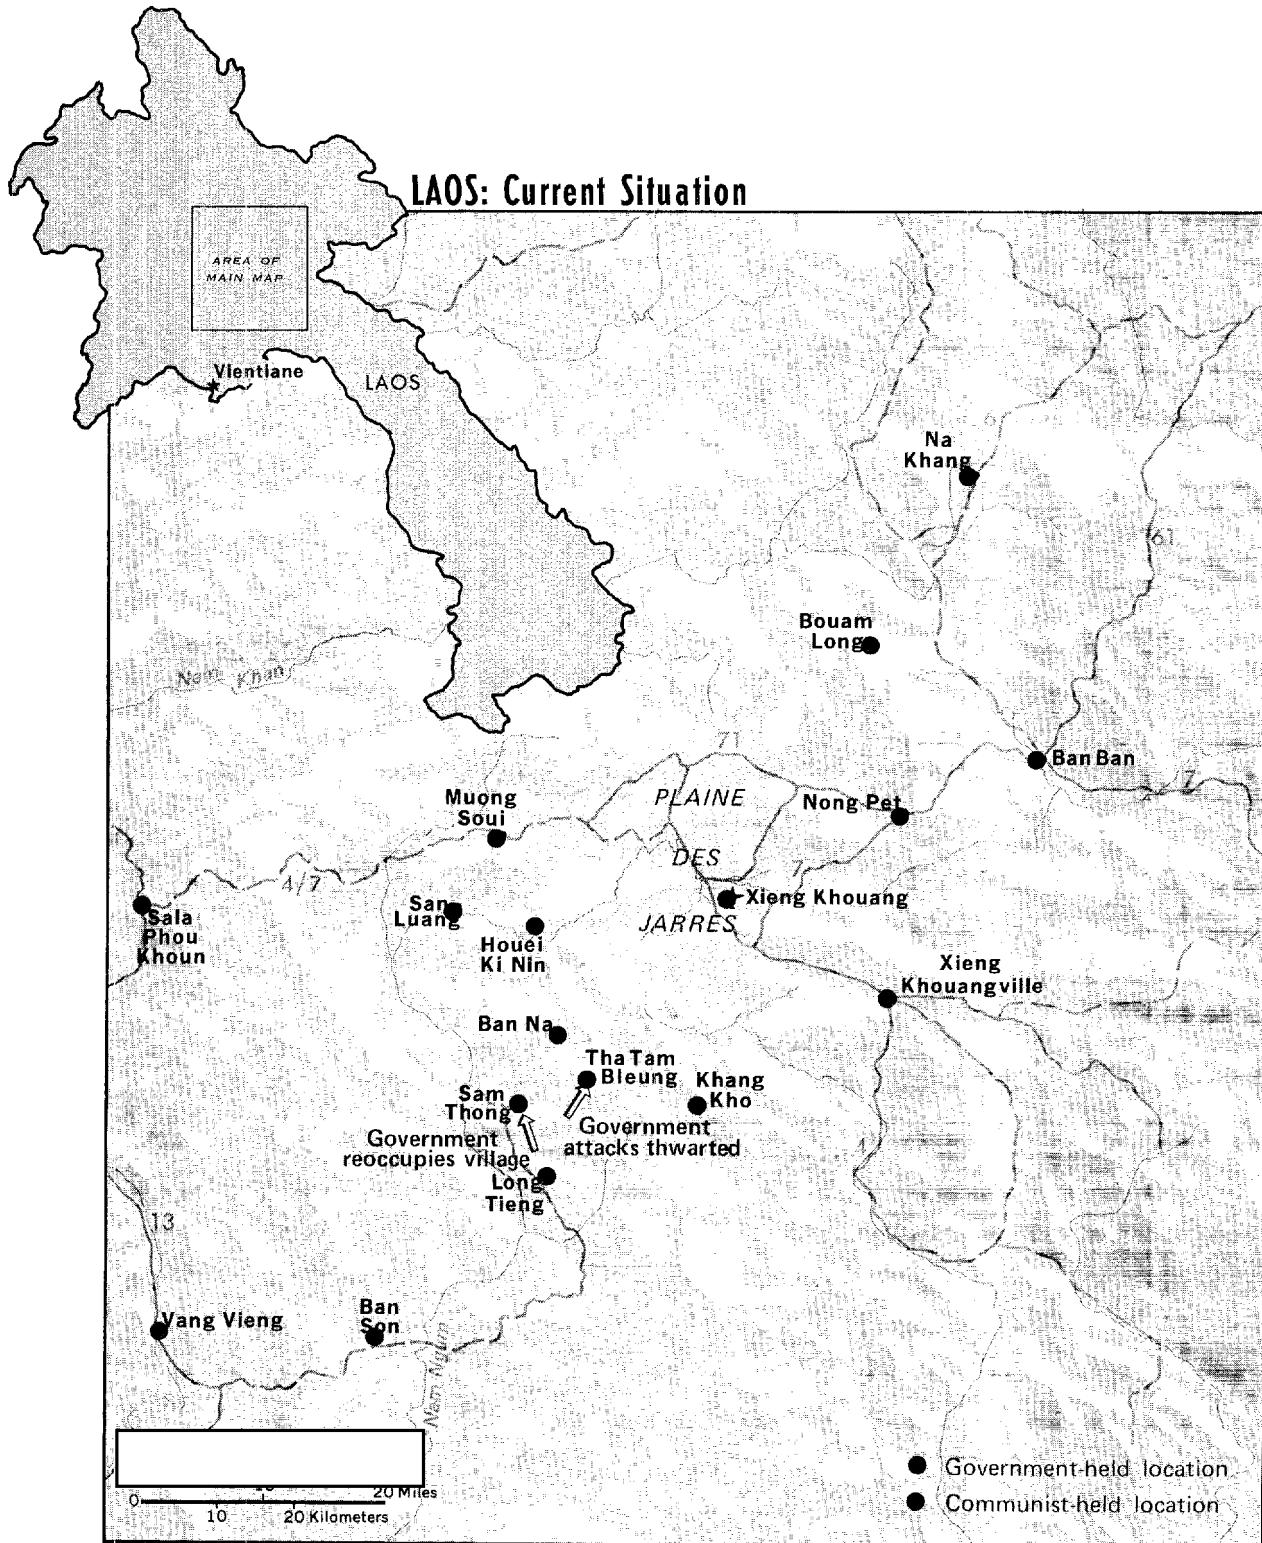 LAOS: Current Situation
AREA OF
MAIN MAP
Vientiane
LAOS
Na
Khang
6
61
Bouam
Long
Nam Khan
Ban Ban
7
71
PLAINE
DES
JARRES
Nong Pet
Muong
Soui
4/7
7
Xieng Khouang
San
Luang
Sala
Phou
Khoun
Houei
Ki Nin
Xieng
Khouangville
Ban Na
Tha Tam
Bleung
Khang
Kho
Sam
Thong
Government
attacks thwarted
Government
reoccupies village
4
Long
Tieng
13
Vang Vieng
Ban
Son
Nam Ngum
0
20 Miles
10
20 Kilometers
Government-held location
Communist-held location